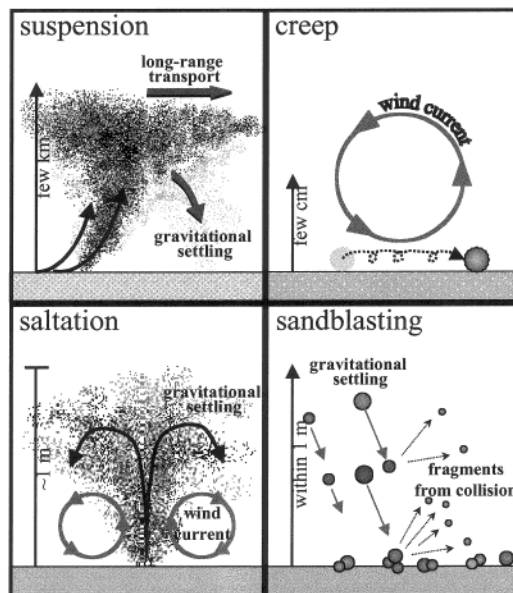 suspension
long-range
transport
few km
gravitational
settling
creep
wind current
few cm
saltation
gravitational
settling
~1 m
wind
current
sandblasting
gravitational
settling
within 1 m
fragments
from collision